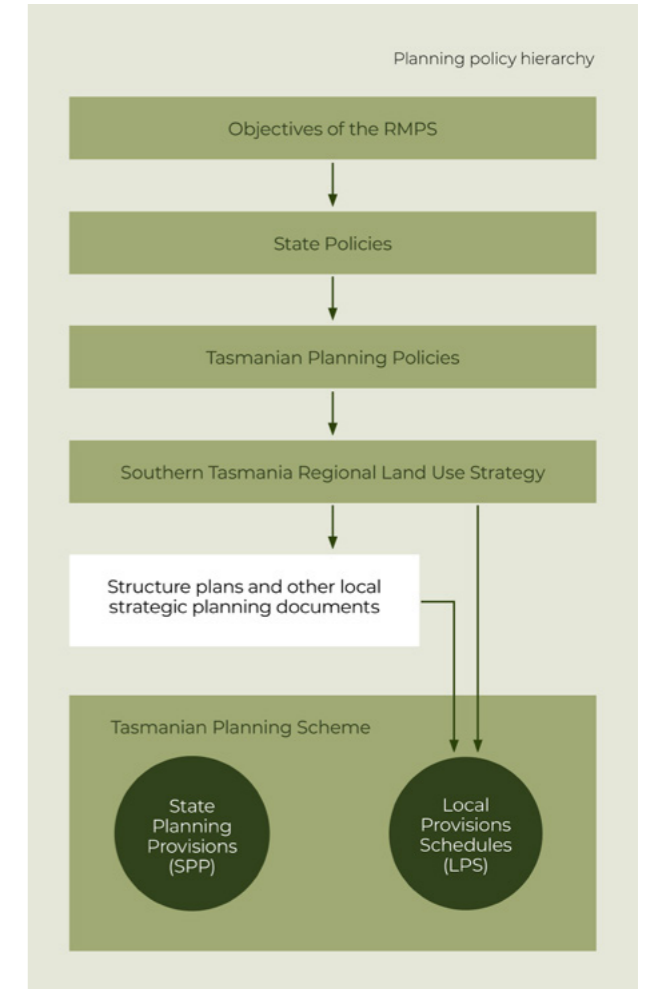 Planning policy hierarchy
Objectives of the RMPS
State Policies
Tasmanian Planning Policies
Southern Tasmania Regional Land Use Strategy
Structure plans and other local
strategic planning documents
Tasmanian Planning Scheme
State
Planning
Provisions
(SPP)
Local
Provisions
Schedules
(LPS)